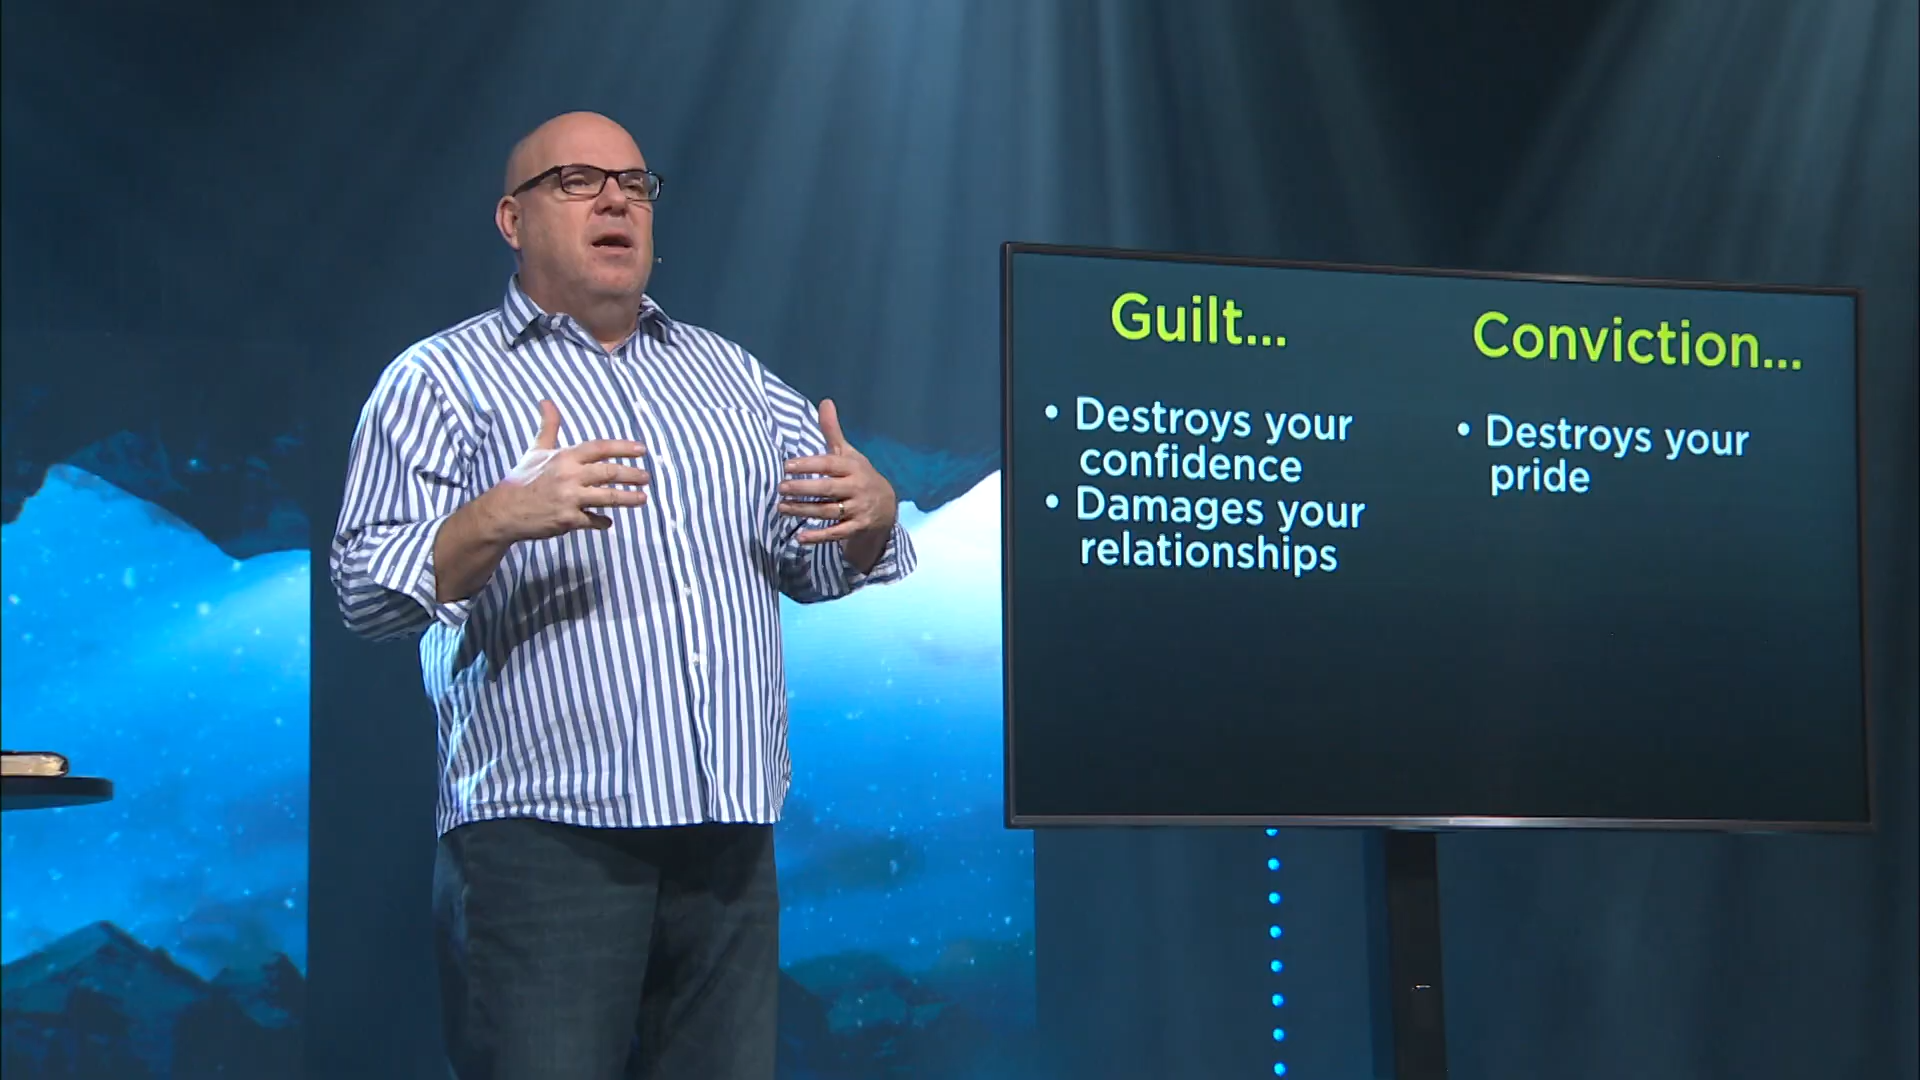 Guilt...
• Destroys your
confidence
• Damages your
relationships
Conviction...
• Destroys your
pride